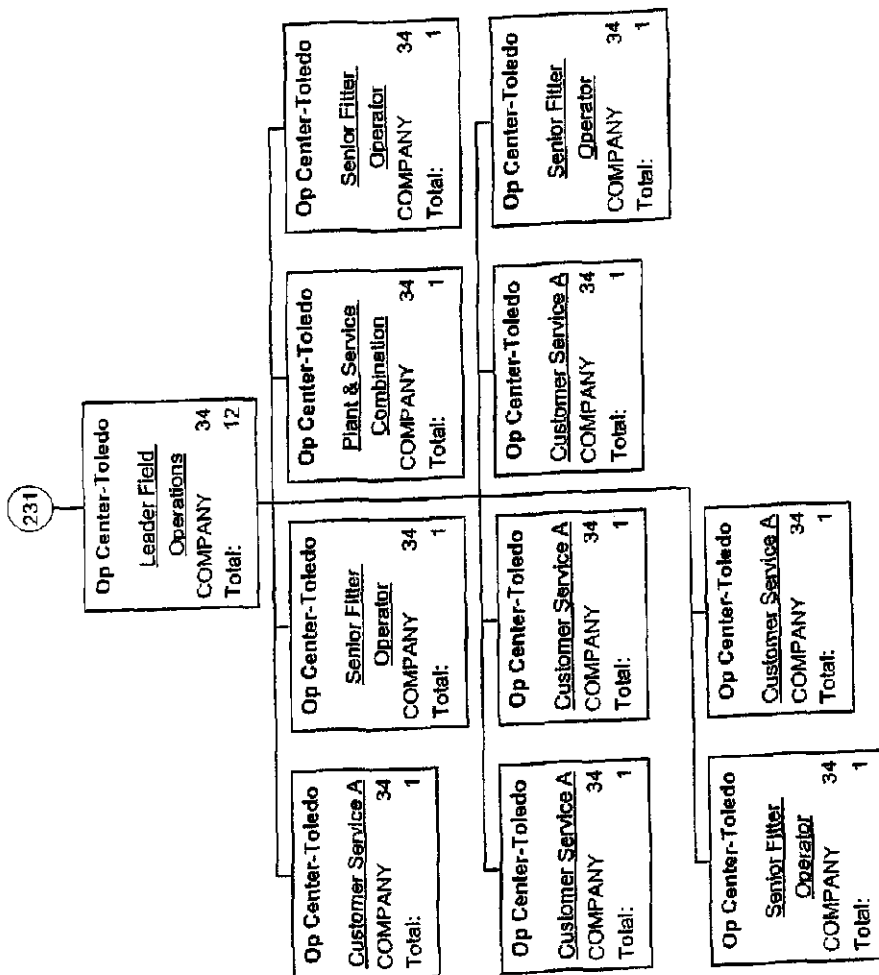 231
Op Center-Toledo
Leader Field
Operations
COMPANY 34
Total: 12
Op Center-Toledo
Customer Service A
COMPANY 34
Total: 1
Op Center-Toledo
Senior Fitter
Operator
COMPANY 34
Total: 1
Op Center-Toledo
Plant & Service
Combination
COMPANY 34
Total: 1
Op Center-Toledo
Senior Fitter
Operator
COMPANY 34
Total: 1
Op Center-Toledo
Customer Service A
COMPANY 34
Total: 1
Op Center-Toledo
Customer Service A
COMPANY 34
Total: 1
Op Center-Toledo
Customer Service A
COMPANY 34
Total: 1
Op Center-Toledo
Senior Fitter
Operator
COMPANY 34
Total: 1
Op Center-Toledo
Senior Fitter
Operator
COMPANY 34
Total: 1
Op Center-Toledo
Customer Service A
COMPANY 34
Total: 1